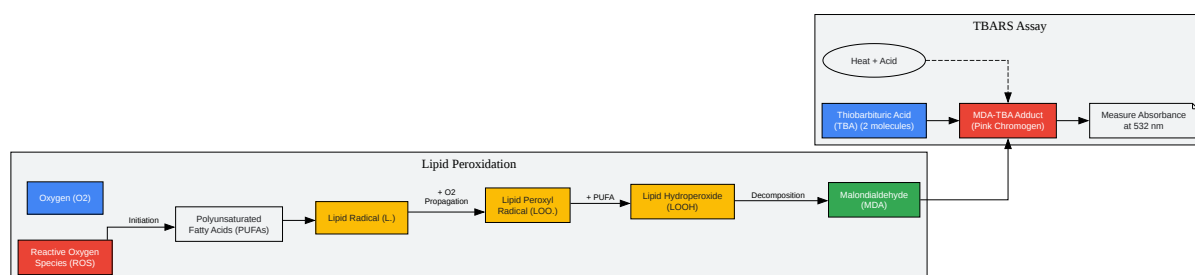 TBARS Assay
Heat + Acid
Thiobarbituric Acid
(TBA) (2 molecules)
MDA-TBA Adduct
(Pink Chromogen)
Measure Absorbance
at 532 nm
Lipid Peroxidation
Oxygen (O2)
Reactive Oxygen
Species (ROS)
Initiation
Polyunsaturated
Fatty Acids (PUFAs)
Lipid Radical (L.)
+ O2
Propagation
Lipid Peroxyl
Radical (LOO.)
+ PUFA
Lipid Hydroperoxide
(LOOH)
Decomposition
Malondialdehyde
(MDA)